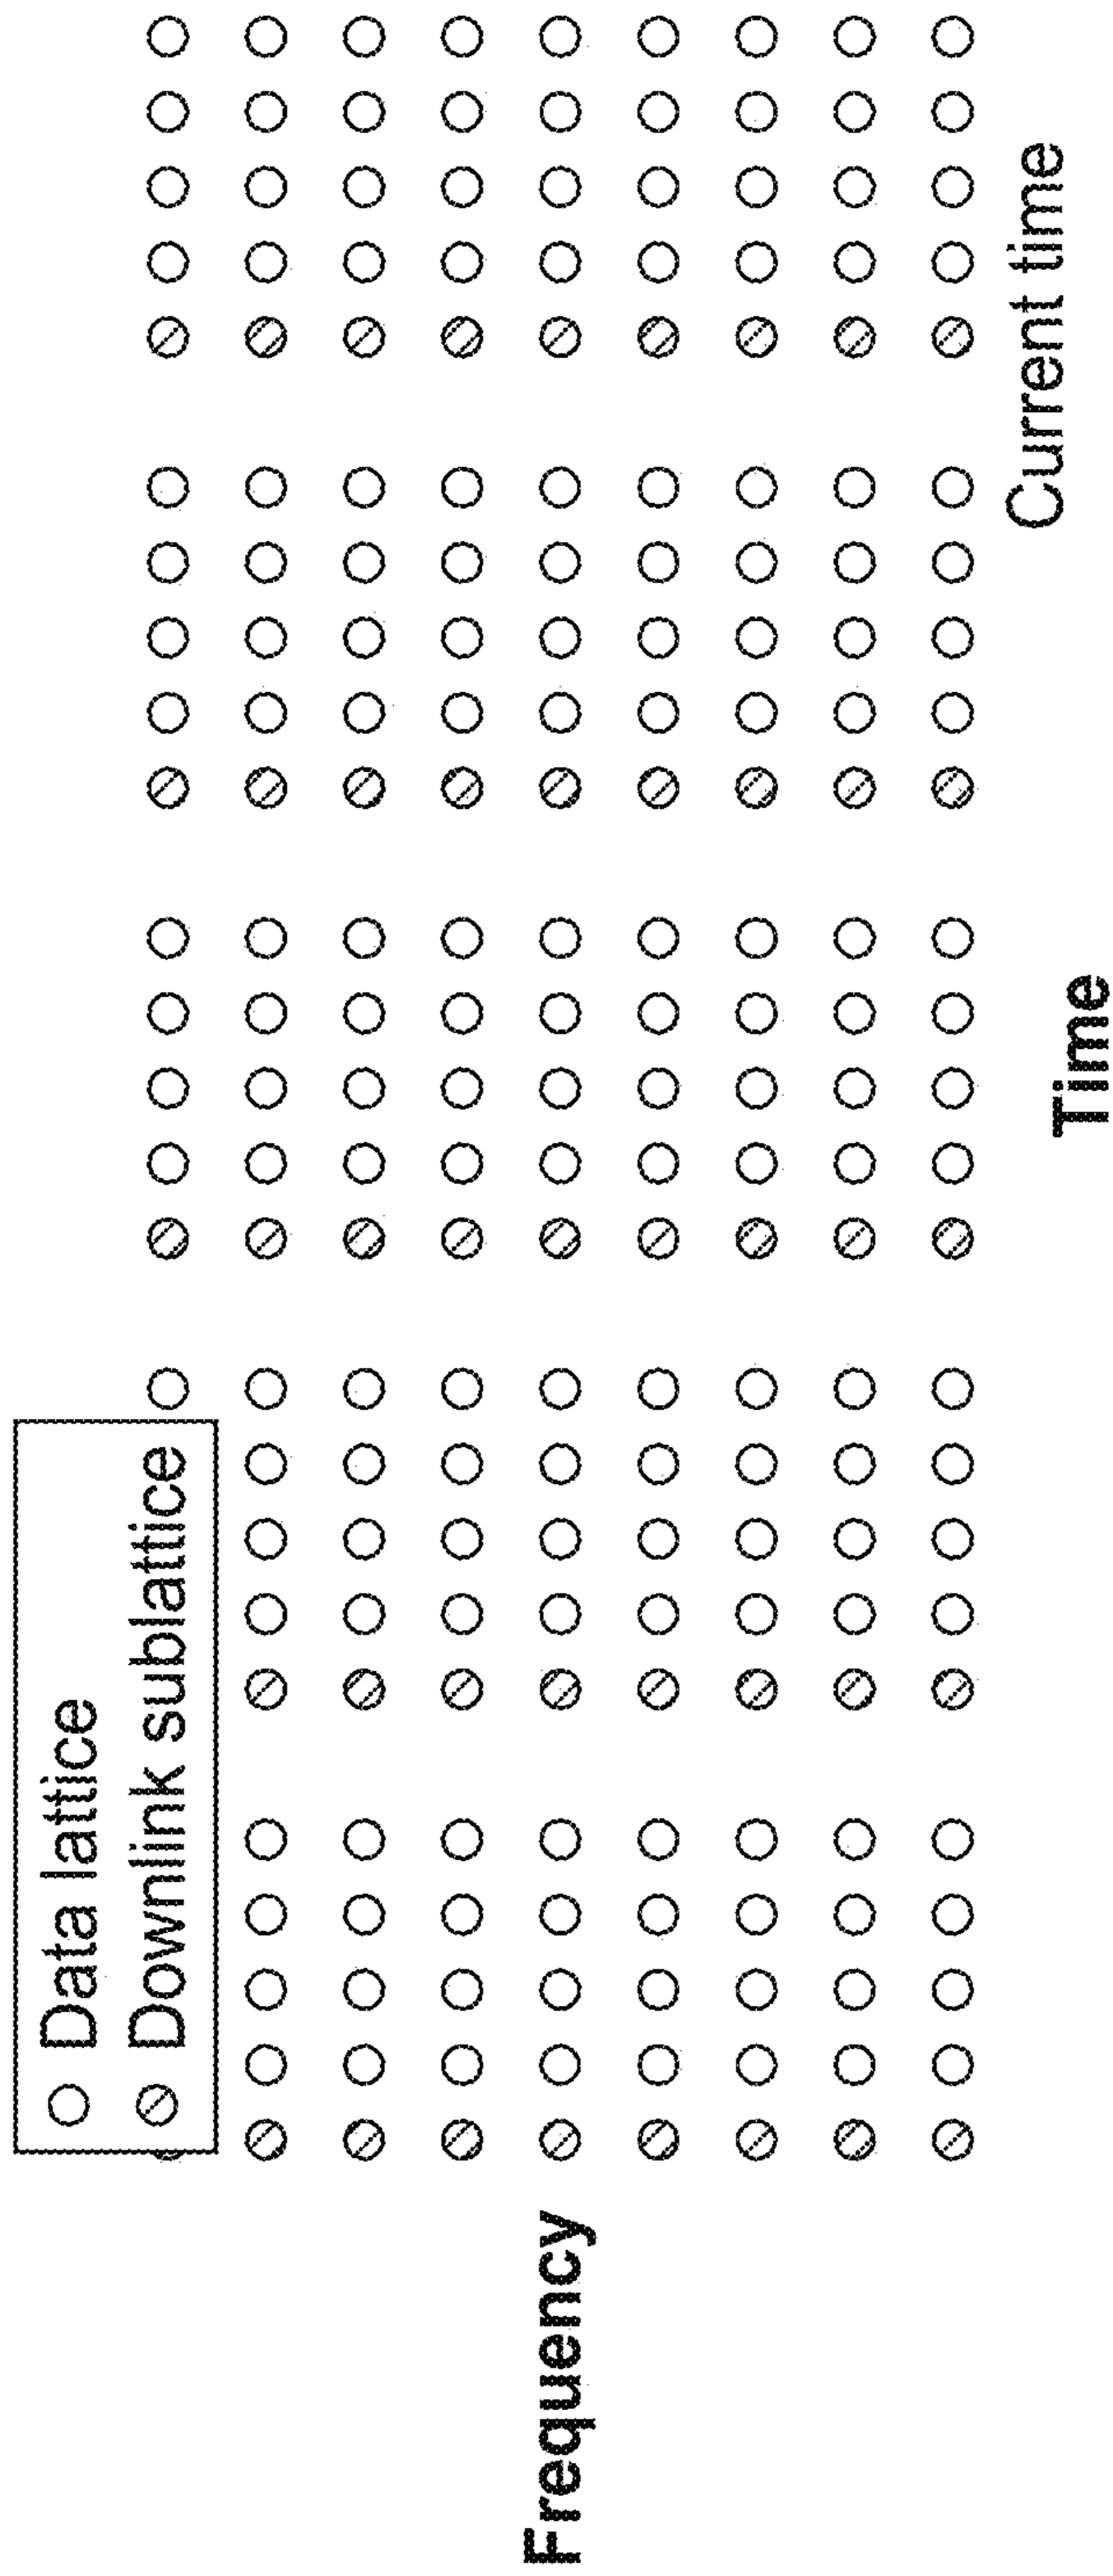 Data lattice
Downlink sublattice
Frequency
Current time
Time